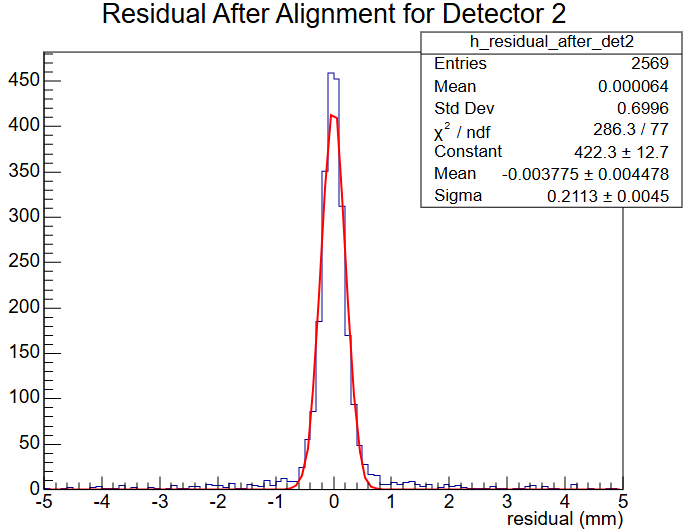 Residual After Alignment for Detector 2
h_residual_after_det2
Entries 2569
Mean 0.000064
Std Dev 0.6996
χ² / ndf 286.3 / 77
Constant 422.3 ± 12.7
Mean -0.003775 ± 0.004478
Sigma 0.2113 ± 0.0045
450
400
350
300
250
200
150
100
50
0
-5 -4 -3 -2 -1 0 1 2 3 4 5
residual (mm)